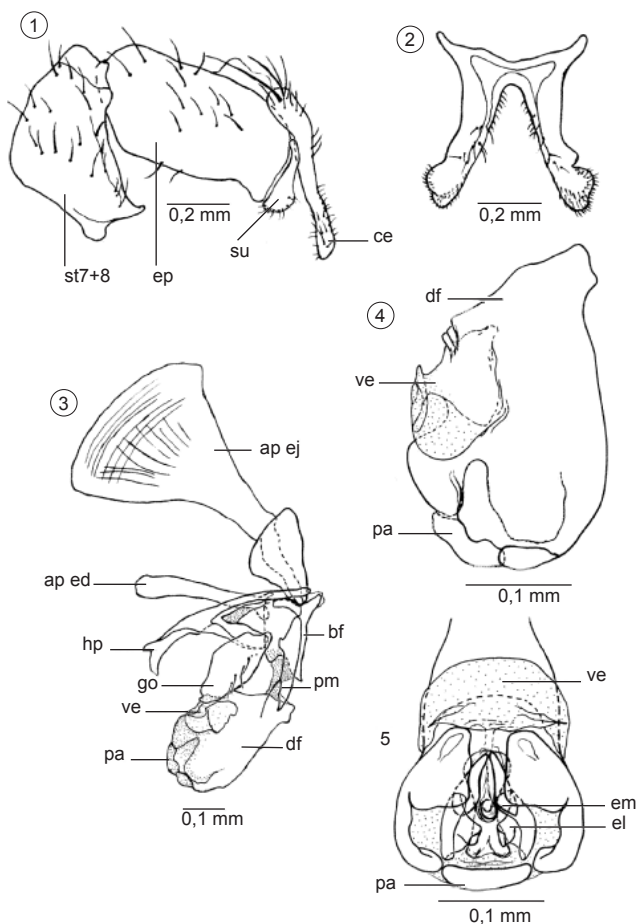 1
0,2 mm
st7+8
ep
su
ce
2
0,2 mm
3
ap ej
ap ed
hp
go
ve
pa
bf
pm
df
0,1 mm
4
df
ve
pa
0,1 mm
5
ve
em
el
pa
0,1 mm